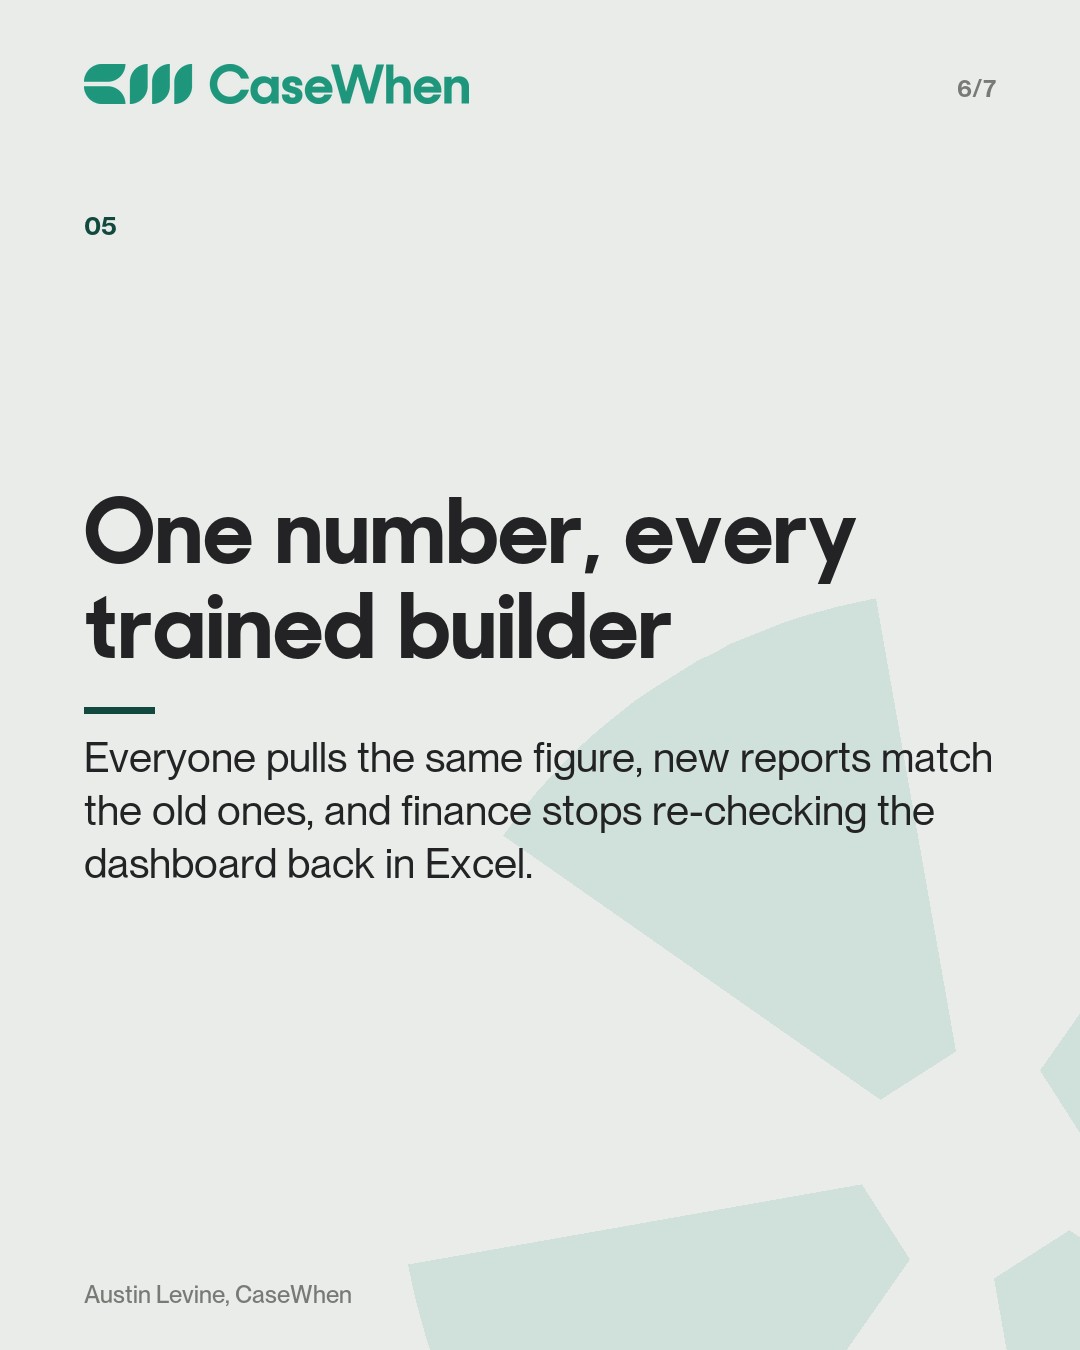 CaseWhen
6/7
05
One number, every
trained builder
Everyone pulls the same figure, new reports match
the old ones, and finance stops re-checking the
dashboard back in Excel.
Austin Levine, CaseWhen